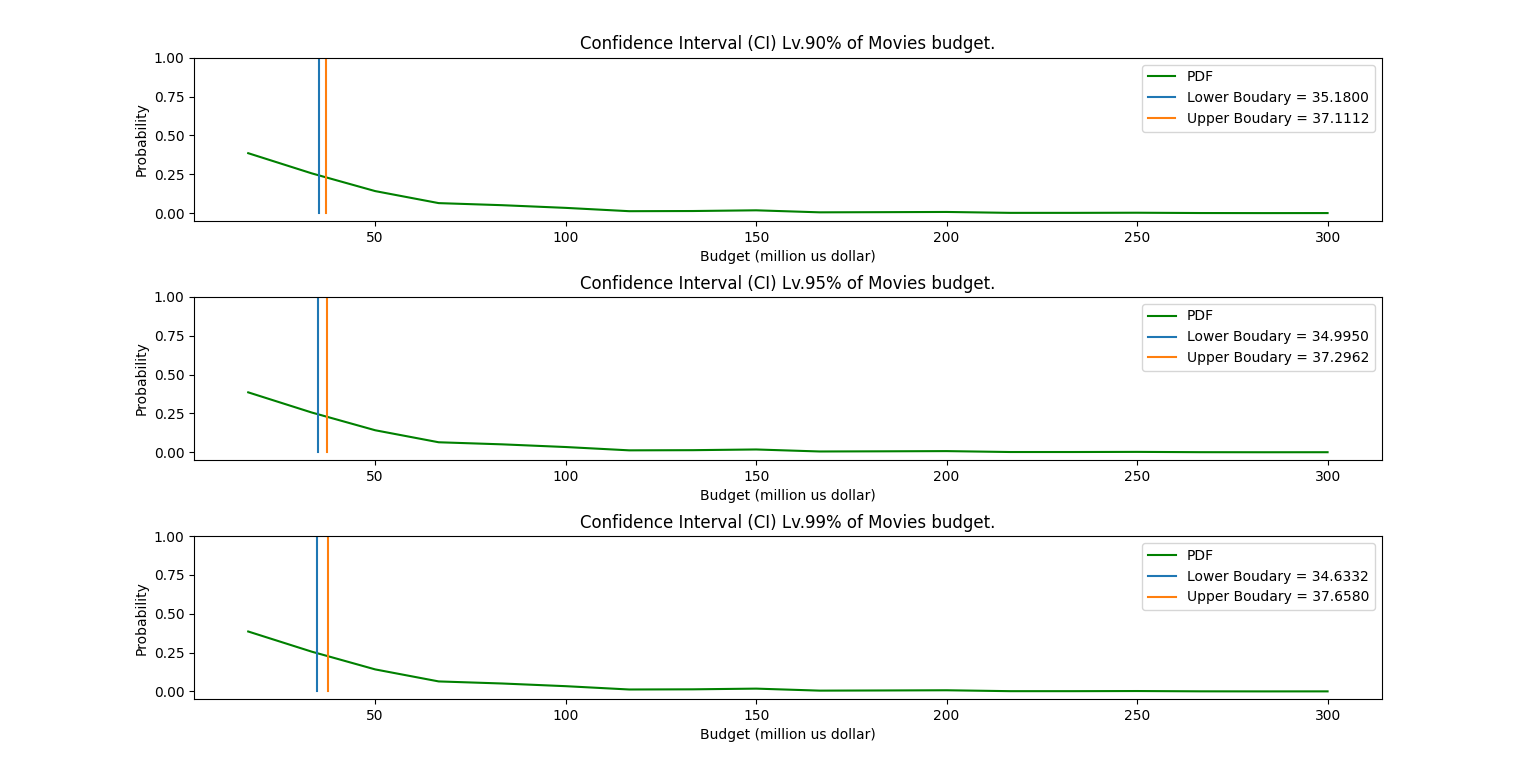 Confidence Interval (CI) Lv.90% of Movies budget.
1.00
0.75
0.50
0.25
0.00
Probability
PDF
Lower Boudary = 35.1800
Upper Boudary = 37.1112
50 100 150 200 250 300
Budget (million us dollar)
Confidence Interval (CI) Lv.95% of Movies budget.
1.00
0.75
0.50
0.25
0.00
Probability
PDF
Lower Boudary = 34.9950
Upper Boudary = 37.2962
50 100 150 200 250 300
Budget (million us dollar)
Confidence Interval (CI) Lv.99% of Movies budget.
1.00
0.75
0.50
0.25
0.00
Probability
PDF
Lower Boudary = 34.6332
Upper Boudary = 37.6580
50 100 150 200 250 300
Budget (million us dollar)